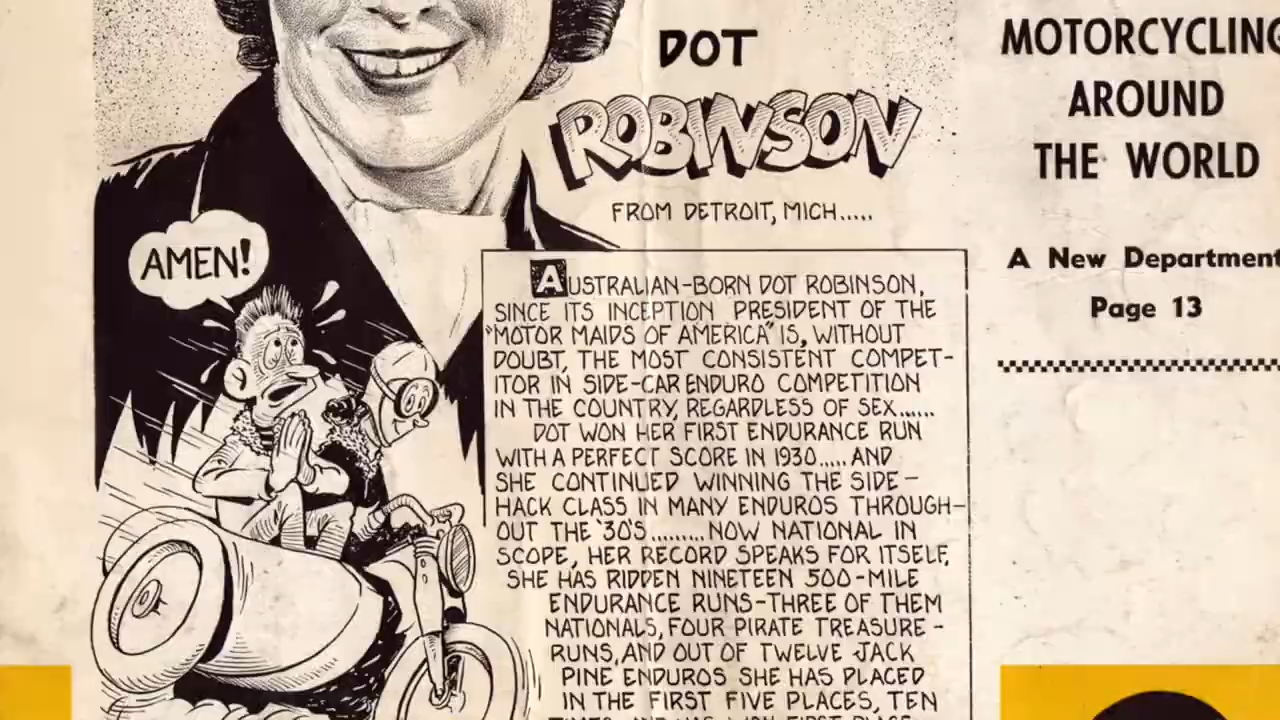 DOT
ROBINSON
FROM DETROIT, MICH.....
AMEN!
AUSTRALIAN-BORN DOT ROBINSON,
SINCE ITS INCEPTION PRESIDENT OF THE
"MOTOR MAIDS OF AMERICA" IS, WITHOUT
DOUBT, THE MOST CONSISTENT COMPET-
ITOR IN SIDE-CAR ENDURO COMPETITION
IN THE COUNTRY, REGARDLESS OF SEX......
DOT WON HER FIRST ENDURANCE RUN
WITH A PERFECT SCORE IN 1930..... AND
SHE CONTINUED WINNING THE SIDE-
HACK CLASS IN MANY ENDUROS THROUGH-
OUT THE '30'S.........NOW NATIONAL IN
SCOPE, HER RECORD SPEAKS FOR ITSELF,
SHE HAS RIDDEN NINETEEN 500-MILE
ENDURANCE RUNS-THREE OF THEM
NATIONALS, FOUR PIRATE TREASURE-
RUNS, AND OUT OF TWELVE JACK
PINE ENDUROS SHE HAS PLACED
IN THE FIRST FIVE PLACES, TEN
MOTORCYCLING
AROUND
THE WORLD
A New Department
Page 13